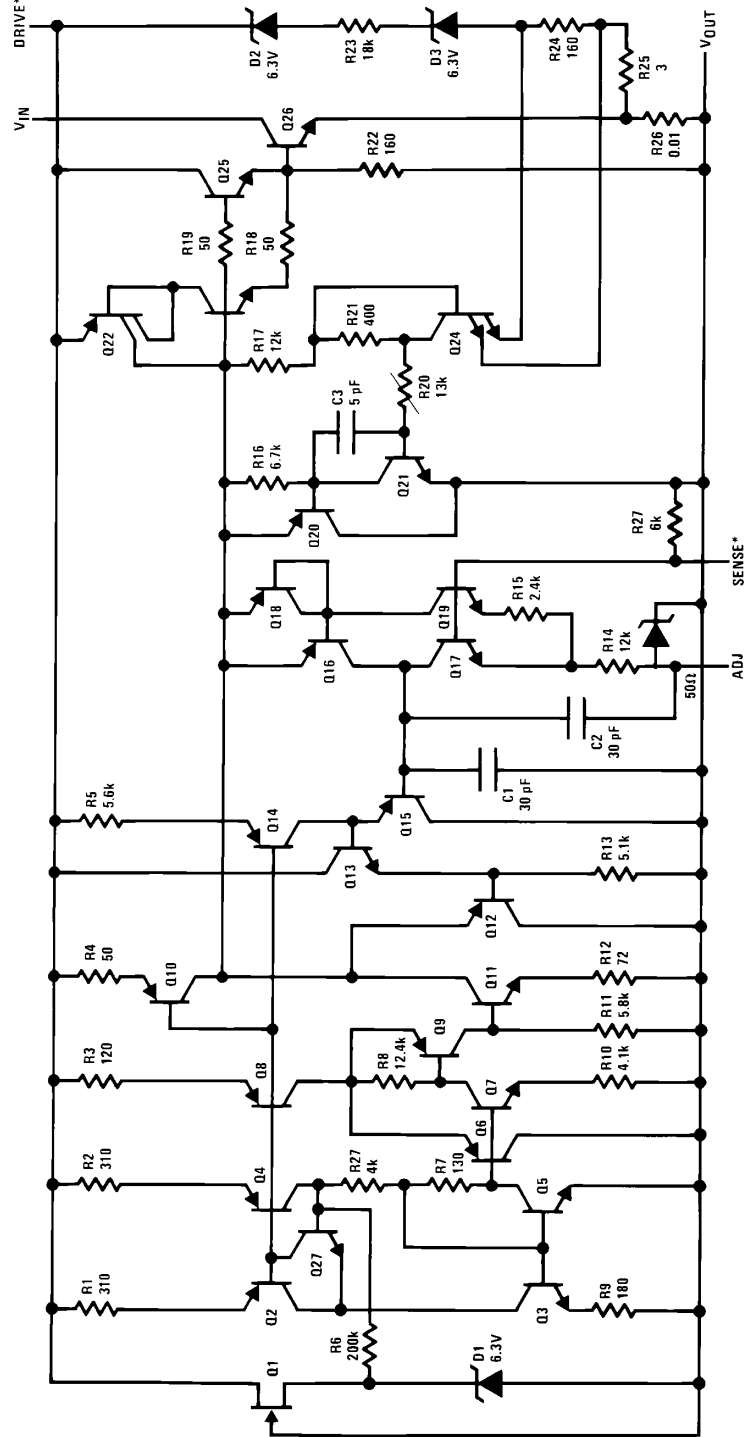 DRIVE*
VIN
VOUT
SENSE*
ADJ
R1
310
R2
310
R3
120
R4
50
R5
5.6k
Q1
Q2
Q4
Q8
Q10
Q14
Q22
R19
50
Q25
R18
50
Q26
D2
6.3V
R23
18k
D3
6.3V
R24
160
R25
3
R26
0.01
R22
160
R17
12k
R21
400
Q24
R20
13k
C3
5 pF
R16
6.7k
Q20
Q21
Q18
Q16
Q19
Q17
R15
2.4k
R14
12k
50Ω
R27
6k
C2
30 pF
C1
30 pF
Q13
Q15
Q12
R13
5.1k
Q11
R12
72
R11
5.8k
Q9
R8
12.4k
Q7
R10
4.1k
Q6
R27
4k
R7
130
Q5
Q27
Q3
R9
180
R6
200k
D1
6.3V